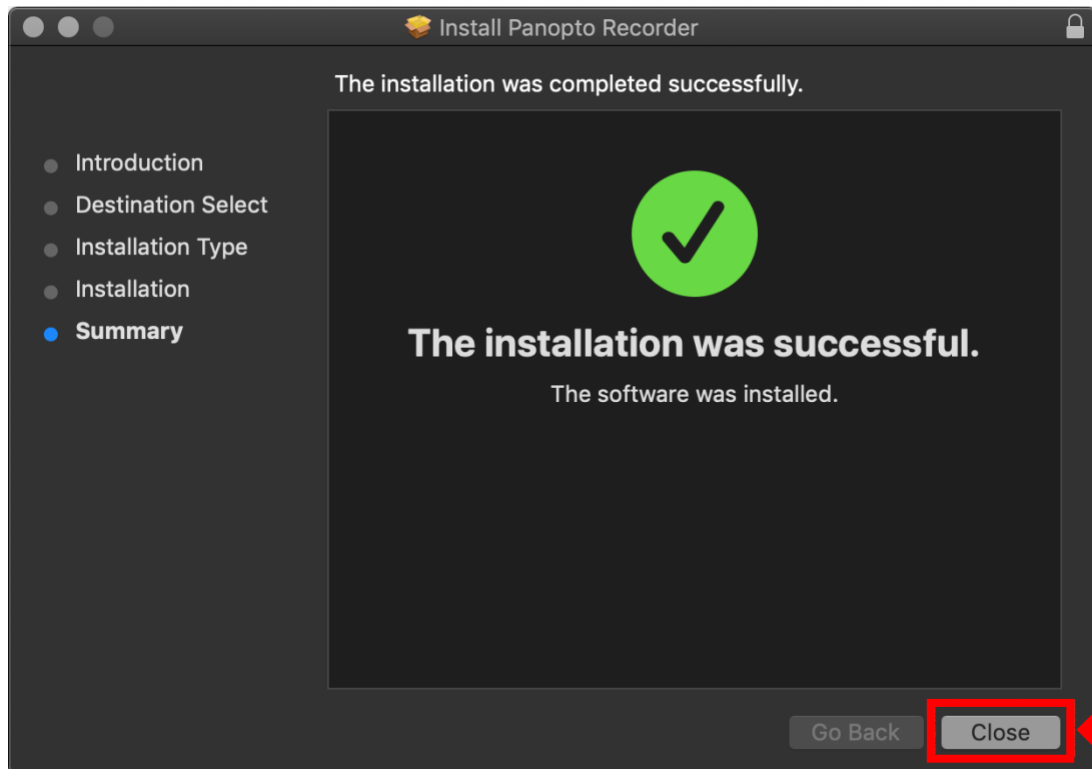 Install Panopto Recorder
The installation was completed successfully.
Introduction
Destination Select
Installation Type
Installation
Summary
The installation was successful.
The software was installed.
Go Back
Close